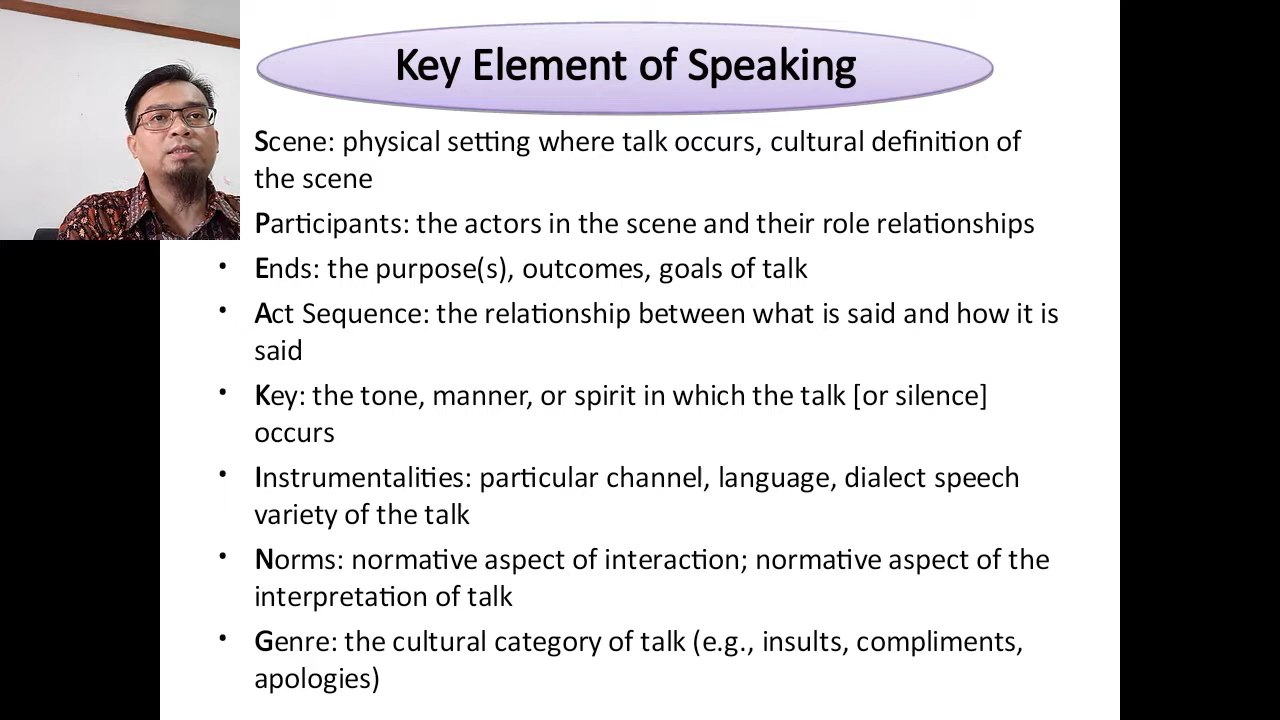 Key Element of Speaking
Scene: physical setting where talk occurs, cultural definition of
the scene
Participants: the actors in the scene and their role relationships
• Ends: the purpose(s), outcomes, goals of talk
• Act Sequence: the relationship between what is said and how it is
said
• Key: the tone, manner, or spirit in which the talk [or silence]
occurs
• Instrumentalities: particular channel, language, dialect speech
variety of the talk
• Norms: normative aspect of interaction; normative aspect of the
interpretation of talk
• Genre: the cultural category of talk (e.g., insults, compliments,
apologies)